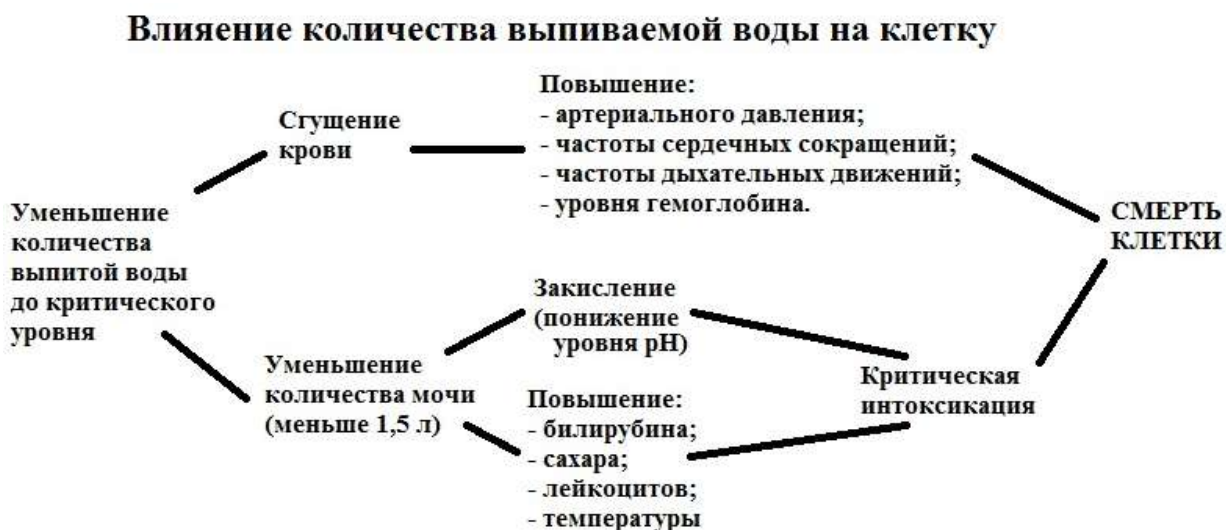 Влияение количества выпиваемой воды на клетку
Сгущение
крови
Повышение:
- артериального давления;
- частоты сердечных сокращений;
- частоты дыхательных движений;
- уровня гемоглобина.
Уменьшение
количества
выпитой воды
до критического
уровня
СМЕРТЬ
КЛЕТКИ
Закисление
(понижение
уровня pH)
Уменьшение
количества мочи
(меньше 1,5 л)
Критическая
интоксикация
Повышение:
- билирубина;
- сахара;
- лейкоцитов;
- температуры